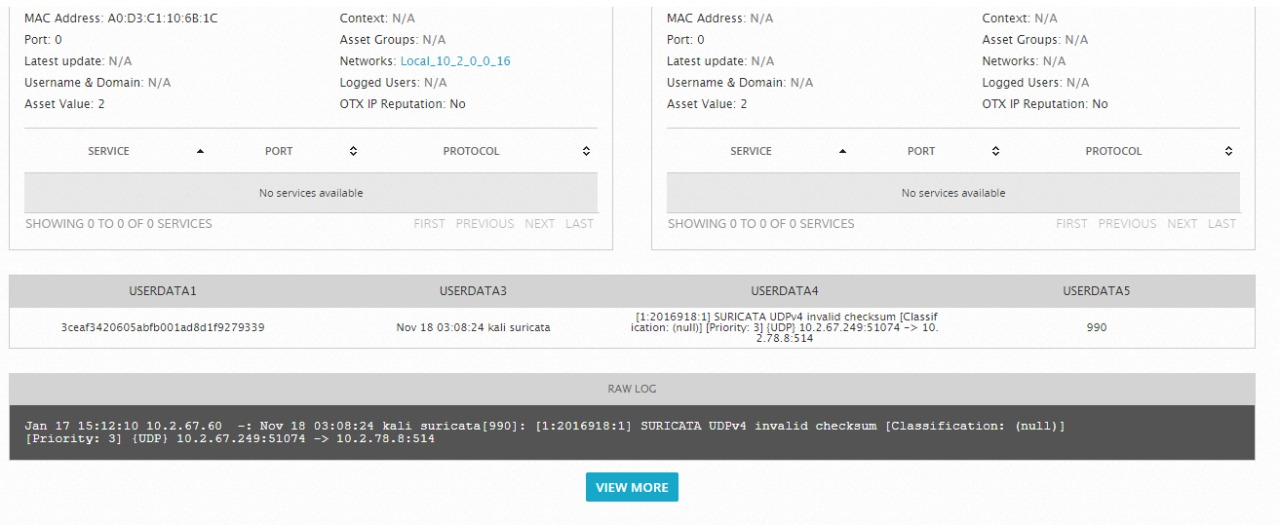 MAC Address: A0:D3:C1:10:6B:1C
Context: N/A
Port: 0
Asset Groups: N/A
Latest update: N/A
Networks: Local_10_2_0_0_16
Username & Domain: N/A
Logged Users: N/A
Asset Value: 2
OTX IP Reputation: No
SERVICE PORT PROTOCOL
No services available
SHOWING 0 TO 0 OF 0 SERVICES
FIRST PREVIOUS NEXT LAST
MAC Address: N/A
Context: N/A
Port: 0
Asset Groups: N/A
Latest update: N/A
Networks: N/A
Username & Domain: N/A
Logged Users: N/A
Asset Value: 2
OTX IP Reputation: No
SERVICE PORT PROTOCOL
No services available
SHOWING 0 TO 0 OF 0 SERVICES
FIRST PREVIOUS NEXT LAST
USERDATA1 USERDATA3 USERDATA4 USERDATA5
3ceaf3420605abfb001ad8d1f9279339
Nov 18 03:08:24 kali suricata
[1:2016918:1] SURICATA UDPv4 invalid checksum [Classif
ication: (null)] [Priority: 3] {UDP} 10.2.67.249:51074 -> 10.
2.78.8:514
990
RAW LOG
Jan 17 15:12:10 10.2.67.60 -: Nov 18 03:08:24 kali suricata[990]: [1:2016918:1] SURICATA UDPv4 invalid checksum [Classification: (null)]
[Priority: 3] {UDP} 10.2.67.249:51074 -> 10.2.78.8:514
VIEW MORE